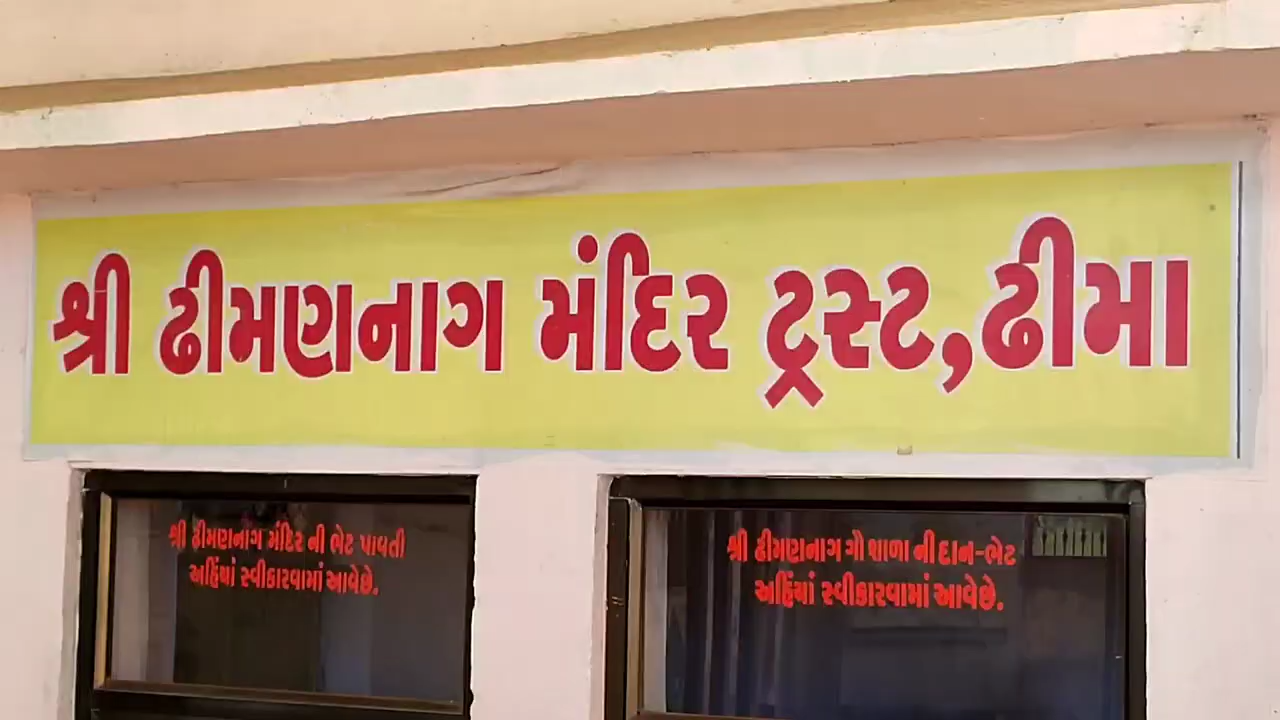 શ્રી ઢીમણનાગ મંદિર ટ્રસ્ટ,ઢીમા
શ્રી ઢીમણનાગ મંદિર ની ભેટ પાવતી
અહિંયાં સ્વીકારવામાં આવેછે.
શ્રી ઢીમણનાગ ગૌ શાળા ની દાન-ભેટ
અહિંયાં સ્વીકારવામાં આવેછે.